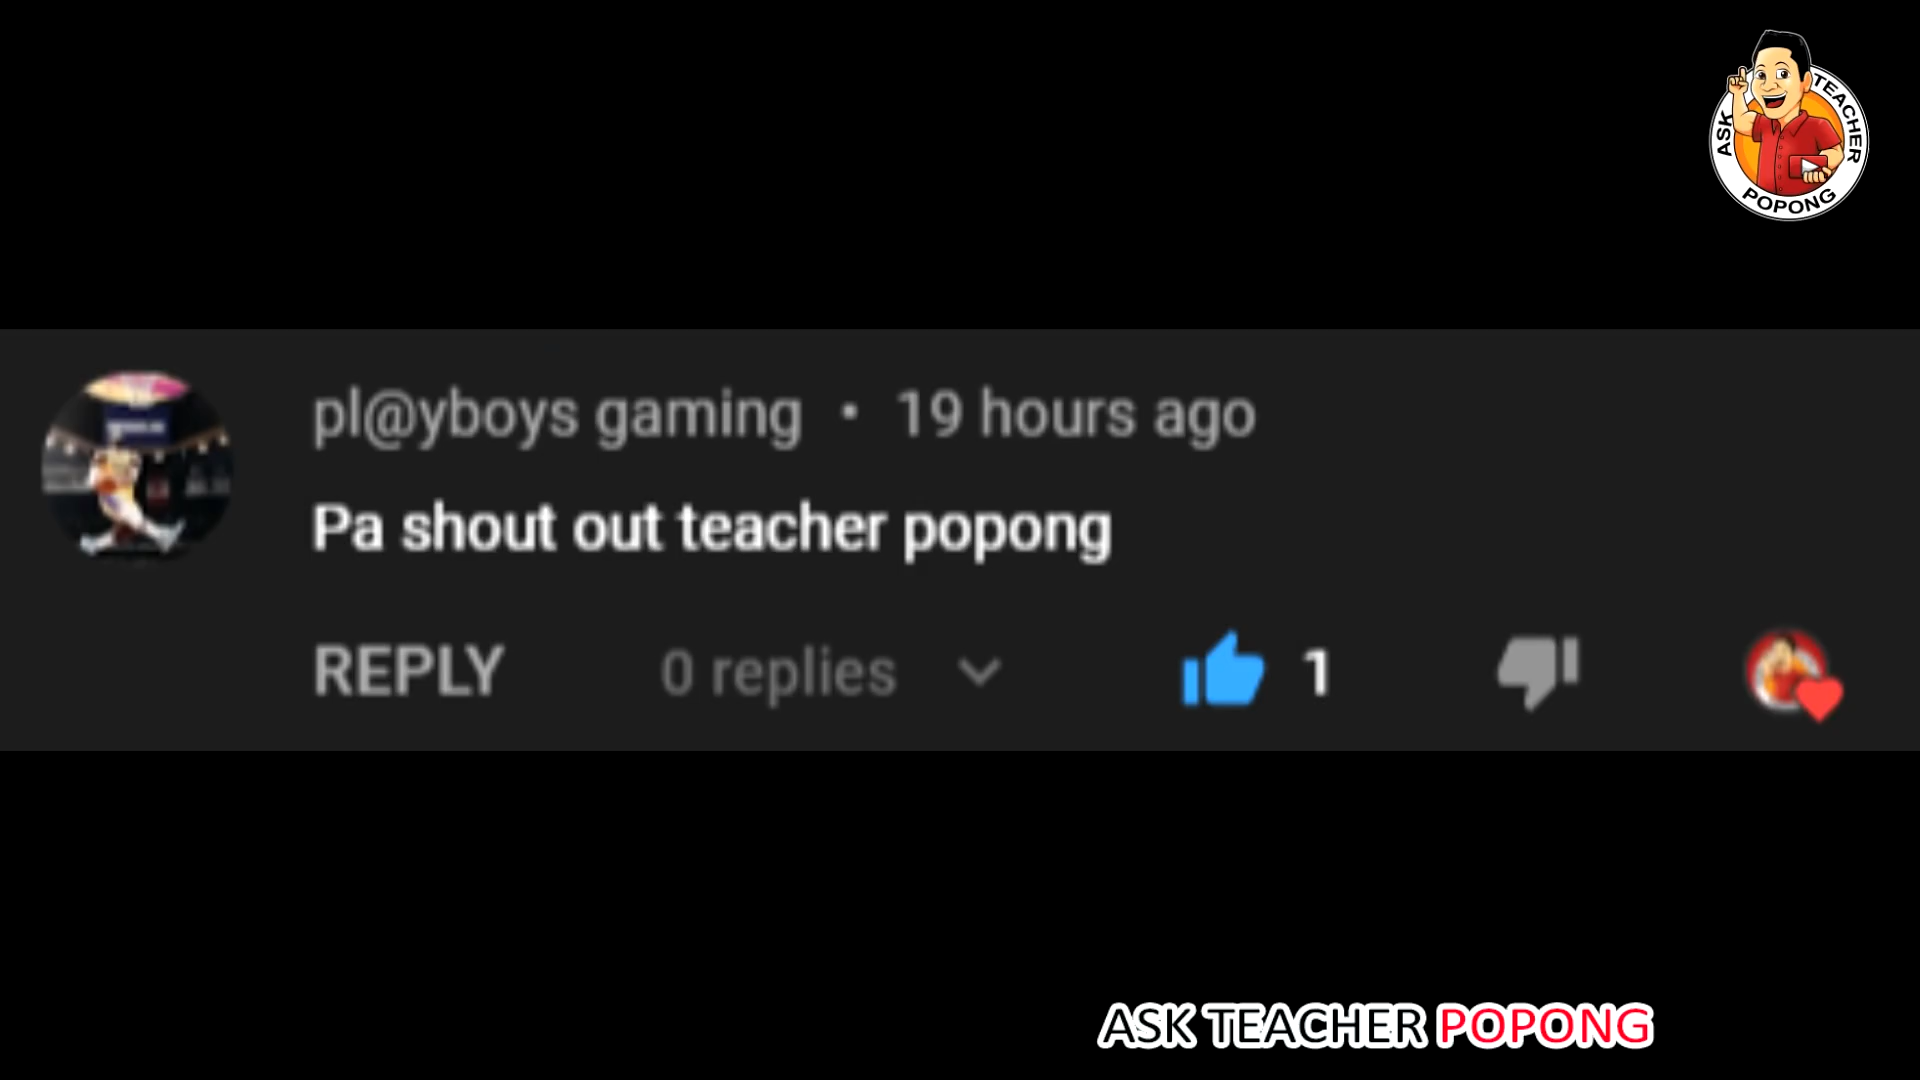 ASK TEACHER POPONG
pl@yboys gaming • 19 hours ago
Pa shout out teacher popong
REPLY 0 replies 1
ASK TEACHER POPONG